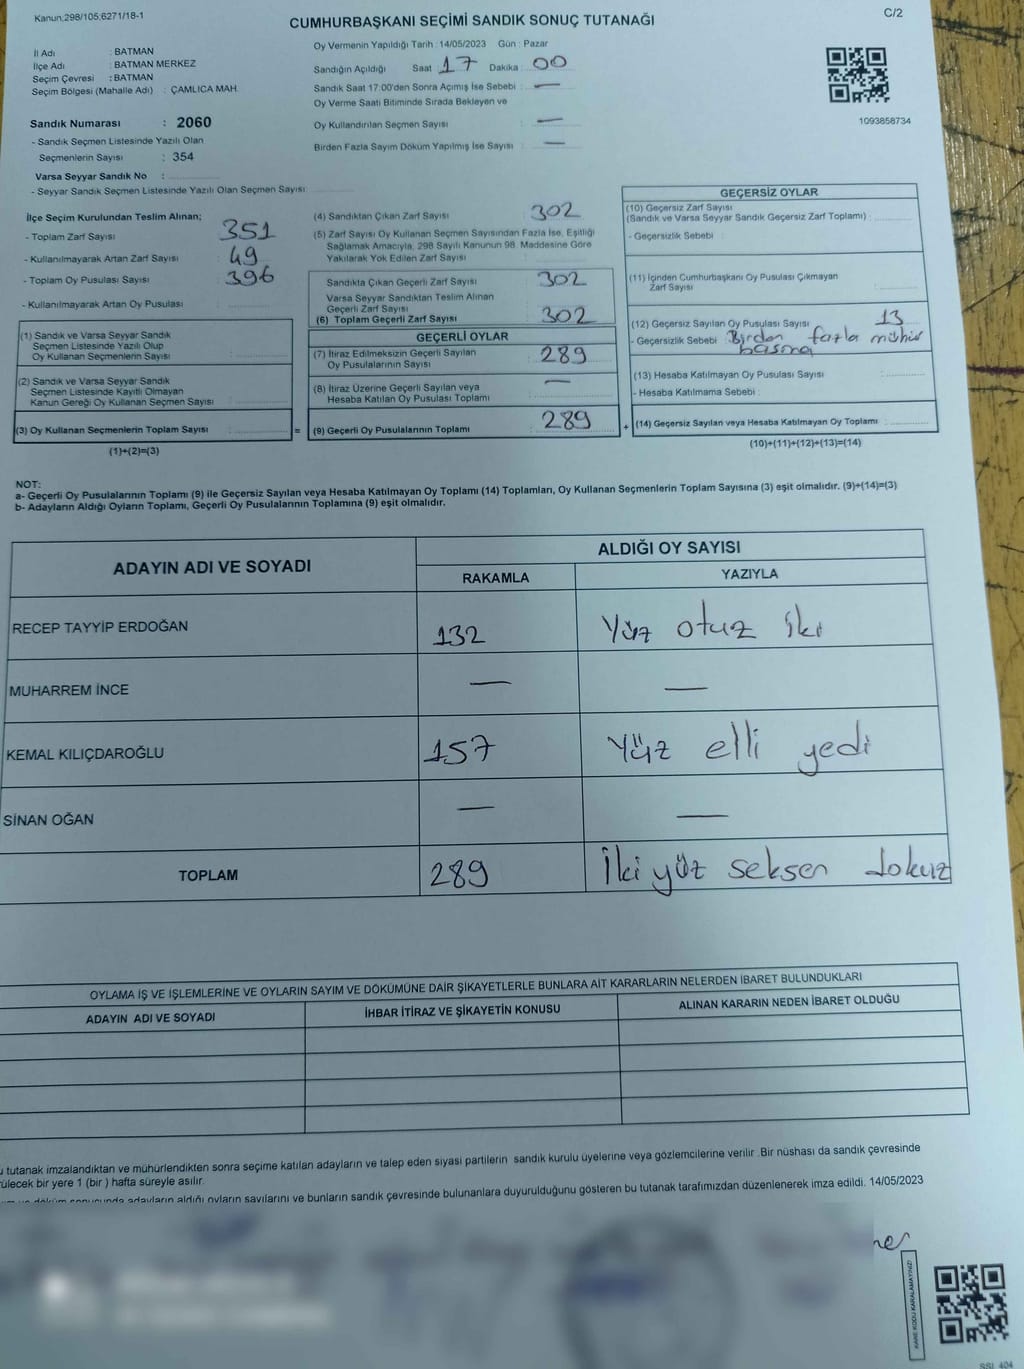 Kanun,298/105;6271/18-1
C/2
CUMHURBAŞKANI SEÇİMİ SANDIK SONUÇ TUTANAĞI
İl Adı : BATMAN
İlçe Adı : BATMAN MERKEZ
Seçim Çevresi : BATMAN
Seçim Bölgesi (Mahalle Adı) : ÇAMLICA MAH.
Sandık Numarası : 2060
- Sandık Seçmen Listesinde Yazılı Olan
Seçmenlerin Sayısı : 354
Varsa Seyyar Sandık No :
- Seyyar Sandık Seçmen Listesinde Yazılı Olan Seçmen Sayısı:
Oy Vermenin Yapıldığı Tarih : 14/05/2023 Gün : Pazar
Sandığın Açıldığı Saat : 17 Dakika : 00
Sandık Saat 17:00'den Sonra Açımış İse Sebebi : —
Oy Verme Saati Bitiminde Sırada Bekleyen ve
Oy Kullandırılan Seçmen Sayısı : —
Birden Fazla Sayım Döküm Yapılmış İse Sayısı : —
1093858734
İlçe Seçim Kurulundan Teslim Alınan;
- Toplam Zarf Sayısı : 351
- Kullanılmayarak Artan Zarf Sayısı : 49
- Toplam Oy Pusulası Sayısı : 396
- Kullanılmayarak Artan Oy Pusulası :
(1) Sandık ve Varsa Seyyar Sandık
Seçmen Listesinde Yazılı Olup
Oy Kullanan Seçmenlerin Sayısı :
(2) Sandık ve Varsa Seyyar Sandık
Seçmen Listesinde Kayıtlı Olmayan
Kanun Gereği Oy Kullanan Seçmen Sayısı :
(3) Oy Kullanan Seçmenlerin Toplam Sayısı : =
(1)+(2)=(3)
(4) Sandıktan Çıkan Zarf Sayısı : 302
(5) Zarf Sayısı Oy Kullanan Seçmen Sayısından Fazla İse, Eşitliği
Sağlamak Amacıyla, 298 Sayılı Kanunun 98. Maddesine Göre
Yakılarak Yok Edilen Zarf Sayısı :
Sandıkta Çıkan Geçerli Zarf Sayısı : 302
Varsa Seyyar Sandıktan Teslim Alınan
Geçerli Zarf Sayısı :
(6) Toplam Geçerli Zarf Sayısı : 302
GEÇERLİ OYLAR
(7) İtiraz Edilmeksizin Geçerli Sayılan
Oy Pusulalarının Sayısı : 289
(8) İtiraz Üzerine Geçerli Sayılan veya
Hesaba Katılan Oy Pusulası Toplamı : —
(9) Geçerli Oy Pusulalarının Toplamı : 289 +
GEÇERSİZ OYLAR
(10) Geçersiz Zarf Sayısı
(Sandık ve Varsa Seyyar Sandık Geçersiz Zarf Toplamı) :
- Geçersizlik Sebebi :
(11) İçinden Cumhurbaşkanı Oy Pusulası Çıkmayan
Zarf Sayısı :
(12) Geçersiz Sayılan Oy Pusulası Sayısı : 13
- Geçersizlik Sebebi : Birden fazla mühür
basma
(13) Hesaba Katılmayan Oy Pusulası Sayısı :
- Hesaba Katılmama Sebebi :
(14) Geçersiz Sayılan veya Hesaba Katılmayan Oy Toplamı :
(10)+(11)+(12)+(13)=(14)
NOT:
a- Geçerli Oy Pusulalarının Toplamı (9) ile Geçersiz Sayılan veya Hesaba Katılmayan Oy Toplamı (14) Toplamları, Oy Kullanan Seçmenlerin Toplam Sayısına (3) eşit olmalıdır. (9)+(14)=(3)
b- Adayların Aldığı Oyların Toplamı, Geçerli Oy Pusulalarının Toplamına (9) eşit olmalıdır.
ADAYIN ADI VE SOYADI
ALDIĞI OY SAYISI
RAKAMLA YAZIYLA
RECEP TAYYİP ERDOĞAN 132 Yüz otuz iki
MUHARREM İNCE — —
KEMAL KILIÇDAROĞLU 157 Yüz elli yedi
SİNAN OĞAN — —
TOPLAM 289 İki yüz seksen dokuz
OYLAMA İŞ VE İŞLEMLERİNE VE OYLARIN SAYIM VE DÖKÜMÜNE DAİR ŞİKAYETLERLE BUNLARA AİT KARARLARIN NELERDEN İBARET BULUNDUKLARI
ADAYIN ADI VE SOYADI İHBAR İTİRAZ VE ŞİKAYETİN KONUSU ALINAN KARARIN NEDEN İBARET OLDUĞU
u tutanak imzalandıktan ve mühürlendikten sonra seçime katılan adayların ve talep eden siyasi partilerin sandık kurulu üyelerine veya gözlemcilerine verilir .Bir nüshası da sandık çevresinde
ülecek bir yere 1 (bir ) hafta süreyle asılır.
döküm sonucunda adayların aldığı oyların sayılarını ve bunların sandık çevresinde bulunanlara duyurulduğunu gösteren bu tutanak tarafımızdan düzenlenerek imza edildi. 14/05/2023
KARE KODU KARALAMAYINIZ!
SSL 404